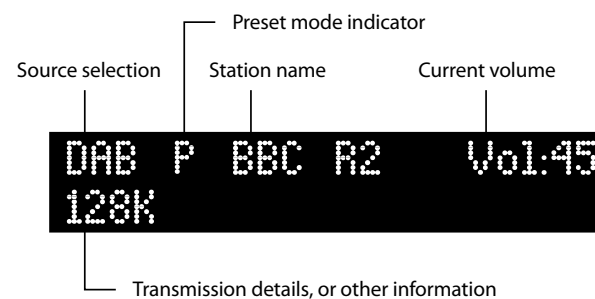 Preset mode indicator
Source selection Station name Current volume
DAB P BBC R2 Vol:45
128K
Transmission details, or other information